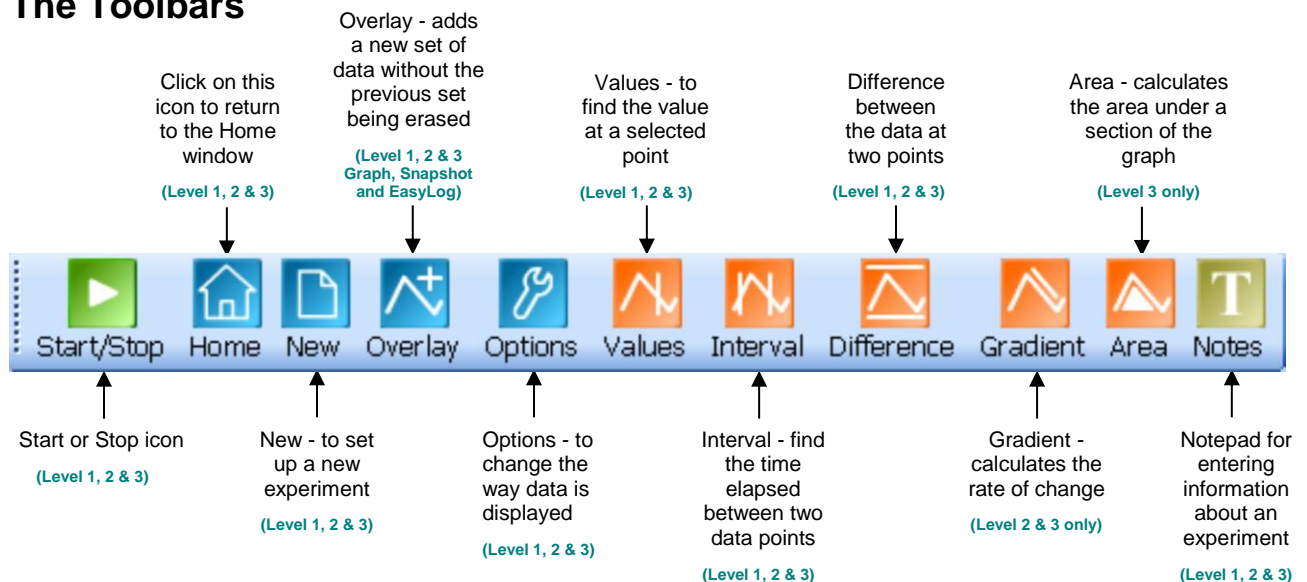 The Toolbars
Overlay - adds
a new set of
data without the
previous set
being erased
(Level 1, 2 & 3
Graph, Snapshot
and EasyLog)
Click on this
icon to return
to the Home
window
(Level 1, 2 & 3)
Values - to
find the value
at a selected
point
(Level 1, 2 & 3)
Difference
between
the data at
two points
(Level 1, 2 & 3)
Area - calculates
the area under a
section of the
graph
(Level 3 only)
T
Start/Stop Home New Overlay Options Values Interval Difference Gradient Area Notes
Start or Stop icon
(Level 1, 2 & 3)
New - to set
up a new
experiment
(Level 1, 2 & 3)
Options - to
change the
way data is
displayed
(Level 1, 2 & 3)
Interval - find
the time
elapsed
between two
data points
(Level 1, 2 & 3)
Gradient -
calculates the
rate of change
(Level 2 & 3 only)
Notepad for
entering
information
about an
experiment
(Level 1, 2 & 3)